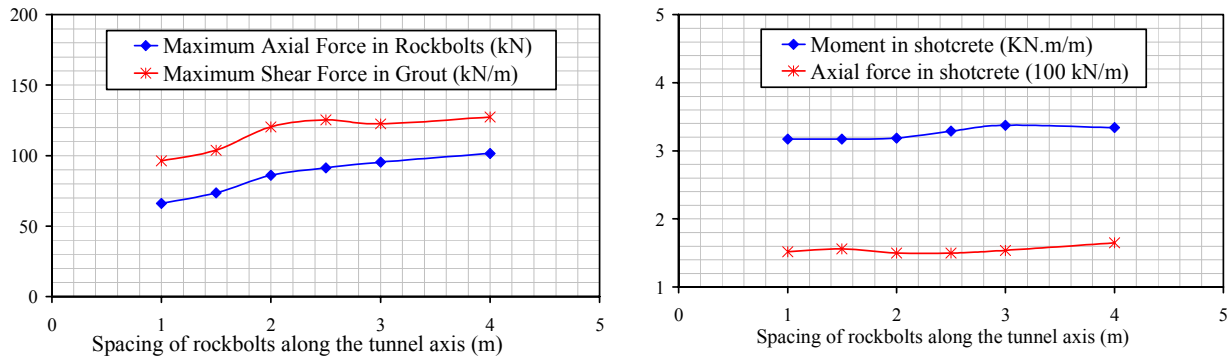 200
150
100
50
0
Maximum Axial Force in Rockbolts (kN)
Maximum Shear Force in Grout (kN/m)
0 1 2 3 4 5
Spacing of rockbolts along the tunnel axis (m)
5
4
3
2
1
Moment in shotcrete (KN.m/m)
Axial force in shotcrete (100 kN/m)
0 1 2 3 4 5
Spacing of rockbolts along the tunnel axis (m)